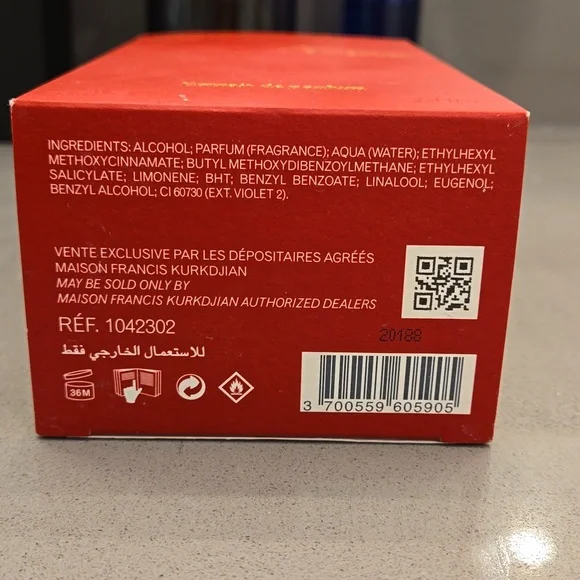 INGREDIENTS: ALCOHOL; PARFUM (FRAGRANCE); AQUA (WATER); ETHYLHEXYL
METHOXYCINNAMATE; BUTYL METHOXYDIBENZOYLMETHANE; ETHYLHEXYL
SALICYLATE; LIMONENE; BHT; BENZYL BENZOATE; LINALOOL; EUGENOL;
BENZYL ALCOHOL; CI 60730 (EXT. VIOLET 2).
VENTE EXCLUSIVE PAR LES DÉPOSITAIRES AGRÉÉS
MAISON FRANCIS KURKDJIAN
MAY BE SOLD ONLY BY
MAISON FRANCIS KURKDJIAN AUTHORIZED DEALERS
RÉF. 1042302
20188
للاستعمال الخارجي فقط
36M
3 700559 605905